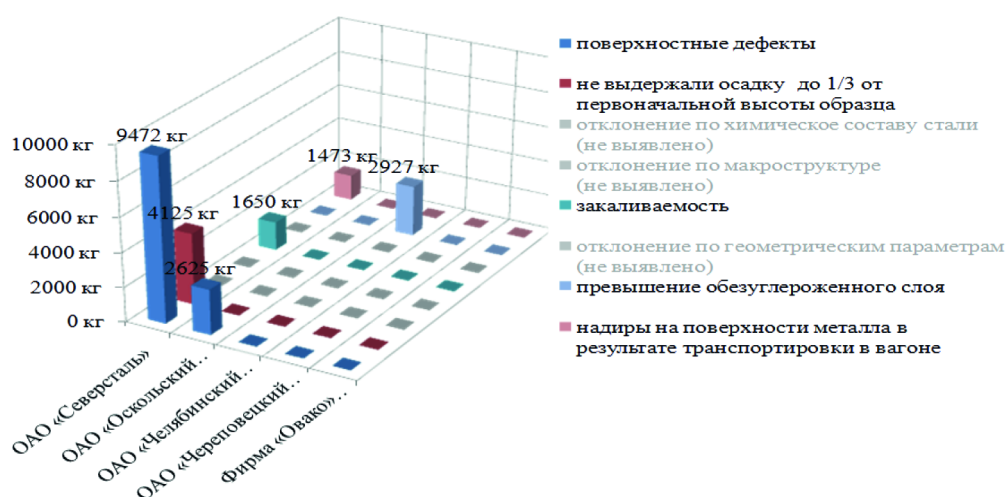 10000 кг
8000 кг
6000 кг
4000 кг
2000 кг
0 кг
9472 кг
4125 кг
2625 кг
1650 кг
1473 кг
2927 кг
ОАО «Северсталь»
ОАО «Оскольский...
ОАО «Челябинский...
ОАО «Череповецкий...
Фирма «Овако»...
поверхностные дефекты
не выдержали осадку до 1/3 от
первоначальной высоты образца
отклонение по химическое составу стали
(не выявлено)
отклонение по макроструктуре
(не выявлено)
закаливаемость
отклонение по геометрическим параметрам
(не выявлено)
превышение обезуглероженного слоя
надиры на поверхности металла в
результате транспортировки в вагоне